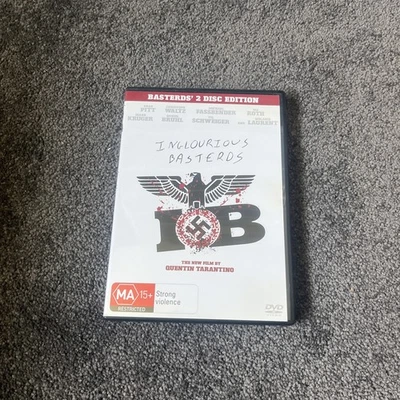 BASTERDS' 2 DISC EDITION
PITT WALTZ FASSBENDER ROTH
KRUGER BRÜHL SCHWEIGER LAURENT
INGLOURIOUS
BASTERDS
IB
THE NEW FILM BY
QUENTIN TARANTINO
MA 15+ Strong
violence
RESTRICTED
DVD